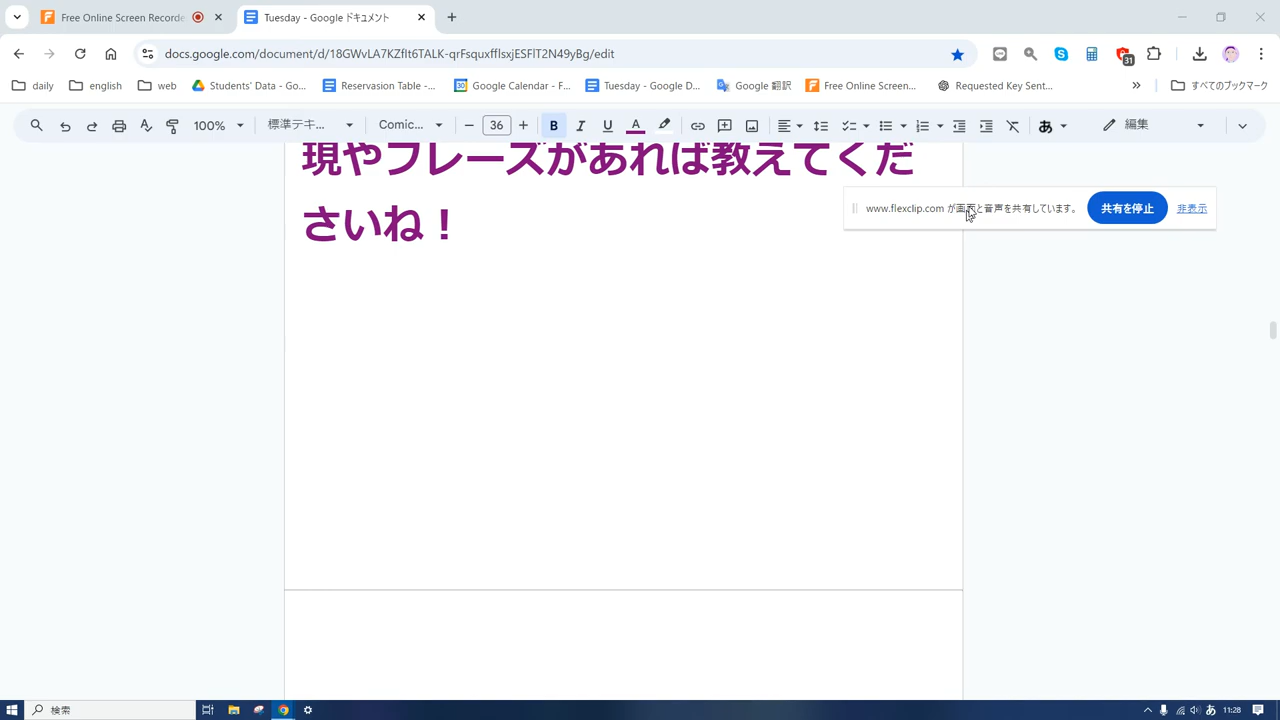 Free Online Screen Recorde
Tuesday - Google ドキュメント
docs.google.com/document/d/18GWvLA7KZflt6TALK-qrFsquxfflsxjESFlT2N49yBg/edit
31
daily
english
web
Students' Data - Go...
Reservasion Table -...
Google Calendar - F...
Tuesday - Google D...
Google 翻訳
Free Online Screen...
Requested Key Sent...
»
すべてのブックマーク
100%
標準テキ...
Comic...
36
B
I
U
A
あ
編集
現やフレーズがあれば教えてくだ
さいね！
www.flexclip.com が画面と音声を共有しています。
共有を停止
非表示
検索
あ
11:28